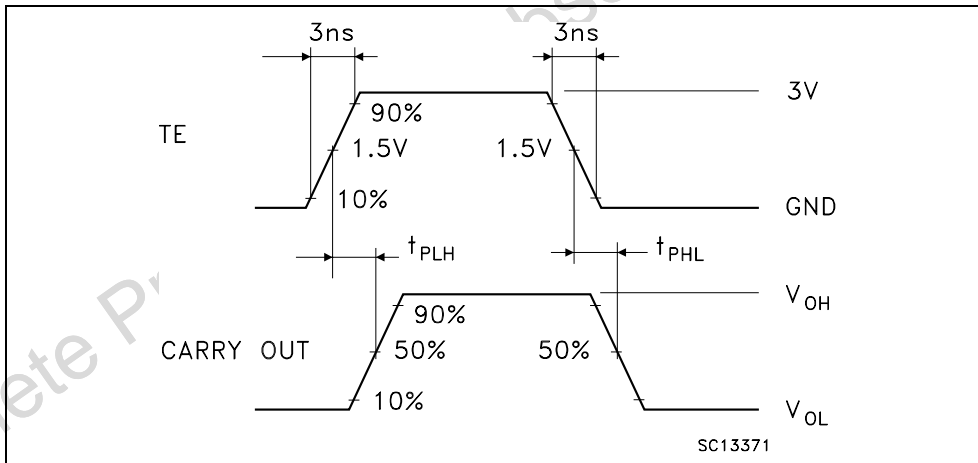 3ns 3ns
3V
90%
TE
1.5V 1.5V
10%
GND
tPLH tPHL
VOH
90%
CARRY OUT 50% 50%
10%
VOL
SC13371